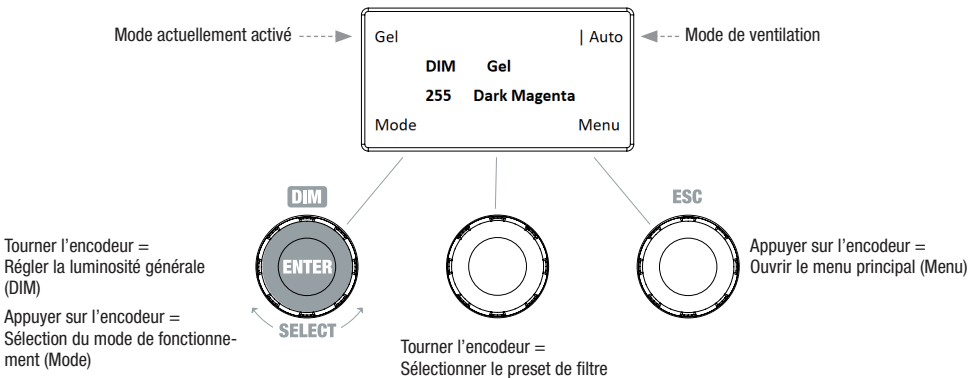 Mode actuellement activé
Gel | Auto
Mode de ventilation
DIM Gel
255 Dark Magenta
Mode Menu
DIM
ESC
ENTER
SELECT
Tourner l'encodeur =
Régler la luminosité générale
(DIM)
Appuyer sur l'encodeur =
Sélection du mode de fonctionne-
ment (Mode)
Tourner l'encodeur =
Sélectionner le preset de filtre
Appuyer sur l'encodeur =
Ouvrir le menu principal (Menu)